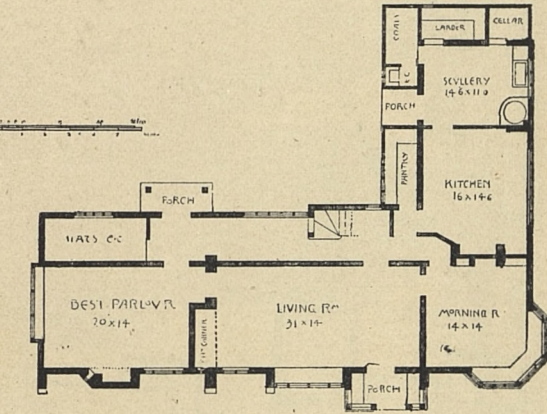 COALS
LARDER
CELLAR
E.C
SCULLERY
14·6 × 11·0
PORCH
PANTRY
KITCHEN
16 × 14·6
PORCH
HATS &·C
BEST PARLOVR
20 × 14
LIVING RM
31 × 14
MORNING R
14 × 14
PORCH